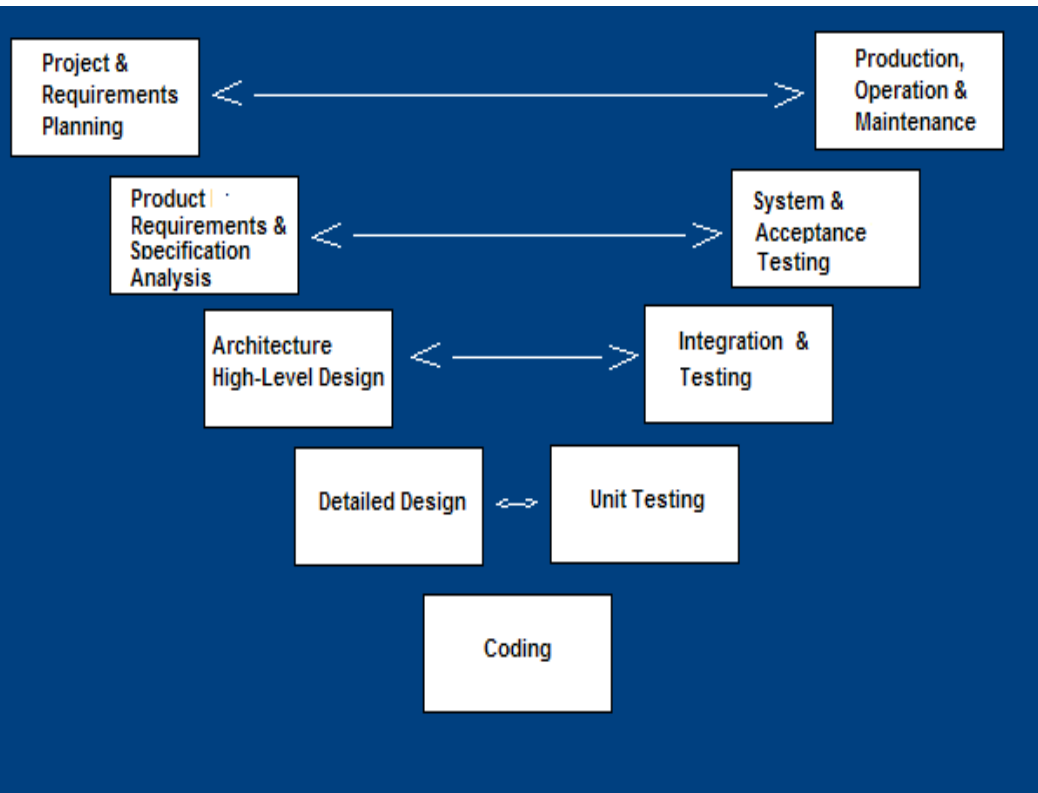 Project &
Requirements
Planning
Production,
Operation &
Maintenance
Product
Requirements &
Specification
Analysis
System &
Acceptance
Testing
Architecture
High-Level Design
Integration &
Testing
Detailed Design
Unit Testing
Coding